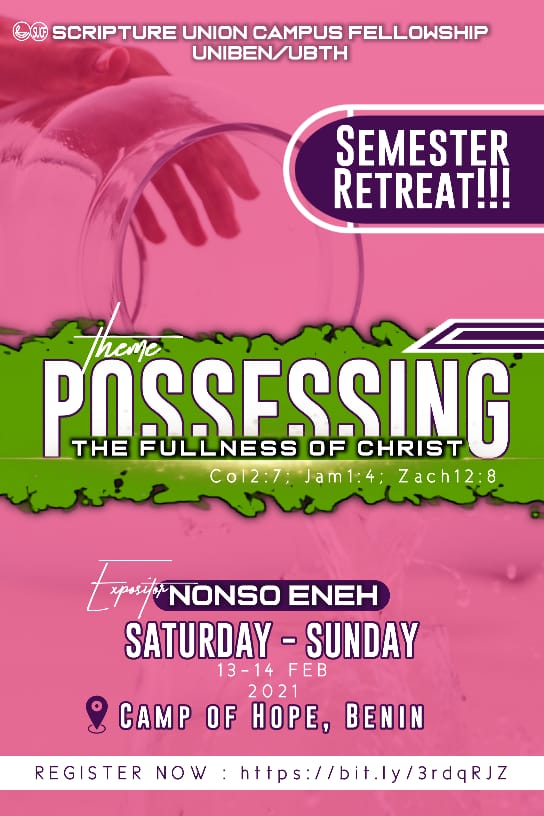 SCRIPTURE UNION CAMPUS FELLOWSHIP
UNIBEN/UBTH
SEMESTER
RETREAT!!!
theme
POSSESSING
THE FULLNESS OF CHRIST
Col2:7; Jam1:4; Zach12:8
Expositor
NONSO ENEH
SATURDAY - SUNDAY
13-14 FEB
2021
CAMP OF HOPE, BENIN
REGISTER NOW : https://bit.ly/3rdqRJZ